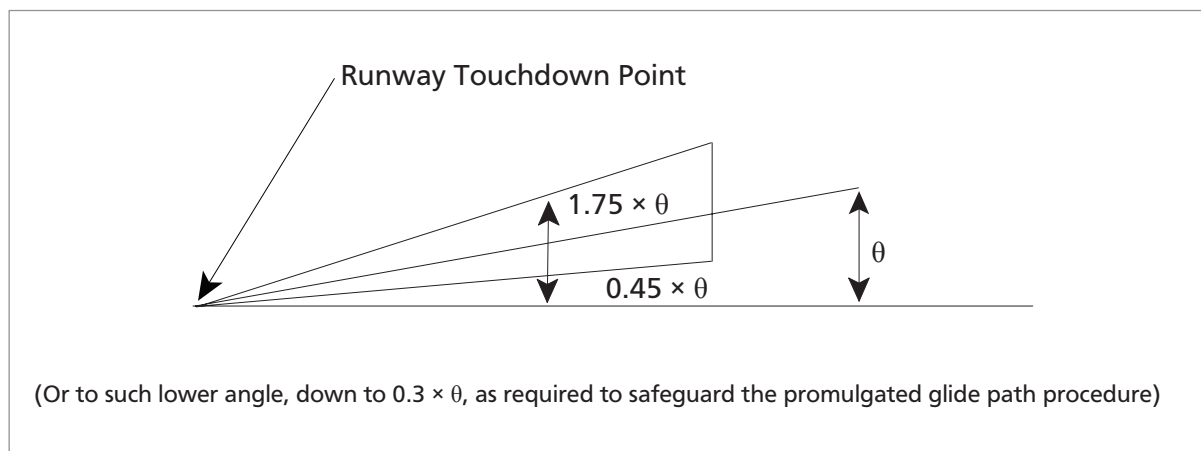 Runway Touchdown Point
1.75 × θ
θ
0.45 × θ
(Or to such lower angle, down to 0.3 × θ, as required to safeguard the promulgated glide path procedure)